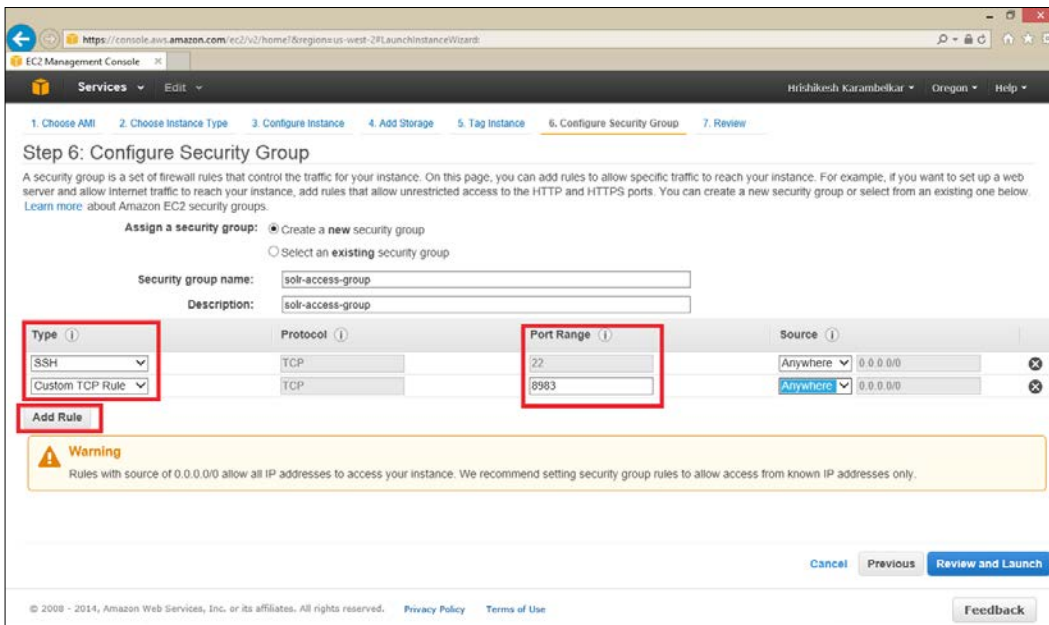 https://console.aws.amazon.com/ec2/v2/home?region=us-west-2#LaunchInstanceWizard:
EC2 Management Console
Services Edit Hrishikesh Karambelkar Oregon Help
1. Choose AMI 2. Choose Instance Type 3. Configure Instance 4. Add Storage 5. Tag Instance 6. Configure Security Group 7. Review
Step 6: Configure Security Group
A security group is a set of firewall rules that control the traffic for your instance. On this page, you can add rules to allow specific traffic to reach your instance. For example, if you want to set up a web
server and allow Internet traffic to reach your instance, add rules that allow unrestricted access to the HTTP and HTTPS ports. You can create a new security group or select from an existing one below.
Learn more about Amazon EC2 security groups.
Assign a security group: Create a new security group
Select an existing security group
Security group name: solr-access-group
Description: solr-access-group
Type Protocol Port Range Source
SSH TCP 22 Anywhere 0.0.0.0/0
Custom TCP Rule TCP 8983 Anywhere 0.0.0.0/0
Add Rule
Warning
Rules with source of 0.0.0.0/0 allow all IP addresses to access your instance. We recommend setting security group rules to allow access from known IP addresses only.
Cancel Previous Review and Launch
© 2008 - 2014, Amazon Web Services, Inc. or its affiliates. All rights reserved. Privacy Policy Terms of Use Feedback